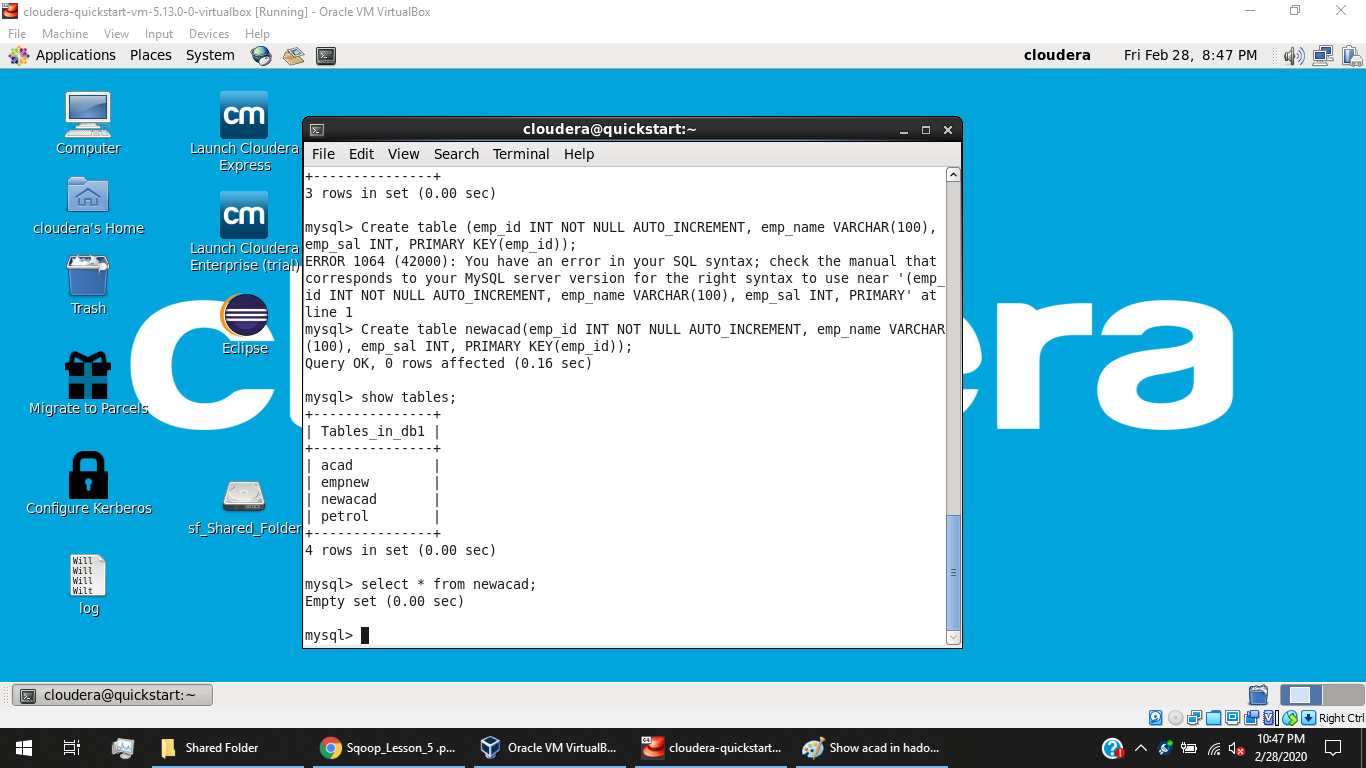 cloudera-quickstart-vm-5.13.0-0-virtualbox [Running] - Oracle VM VirtualBox
File Machine View Input Devices Help
Applications Places System cloudera Fri Feb 28, 8:47 PM
Computer
cloudera's Home
Trash
Migrate to Parcels
Configure Kerberos
Will
Will
Will
Wilt
log
cm
Launch Cloudera
Express
cm
Launch Cloudera
Enterprise (trial)
Eclipse
sf_Shared_Folder
cloudera@quickstart:~
File Edit View Search Terminal Help
+---------------+
3 rows in set (0.00 sec)
mysql> Create table (emp_id INT NOT NULL AUTO_INCREMENT, emp_name VARCHAR(100),
emp_sal INT, PRIMARY KEY(emp_id));
ERROR 1064 (42000): You have an error in your SQL syntax; check the manual that
corresponds to your MySQL server version for the right syntax to use near '(emp_
id INT NOT NULL AUTO_INCREMENT, emp_name VARCHAR(100), emp_sal INT, PRIMARY' at
line 1
mysql> Create table newacad(emp_id INT NOT NULL AUTO_INCREMENT, emp_name VARCHAR
(100), emp_sal INT, PRIMARY KEY(emp_id));
Query OK, 0 rows affected (0.16 sec)
mysql> show tables;
+---------------+
| Tables_in_db1 |
+---------------+
| acad          |
| empnew        |
| newacad       |
| petrol        |
+---------------+
4 rows in set (0.00 sec)
mysql> select * from newacad;
Empty set (0.00 sec)
mysql>
cloudera@quickstart:~
Right Ctrl
Shared Folder
Sqoop_Lesson_5 .p...
Oracle VM VirtualB...
cloudera-quickstart...
Show acad in hado...
10:47 PM
2/28/2020